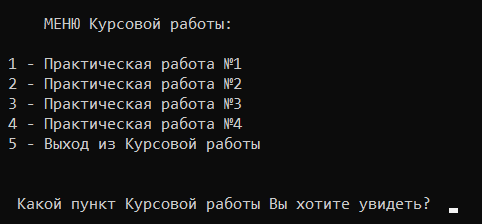 МЕНЮ Курсовой работы:
1 - Практическая работа №1
2 - Практическая работа №2
3 - Практическая работа №3
4 - Практическая работа №4
5 - Выход из Курсовой работы
Какой пункт Курсовой работы Вы хотите увидеть?